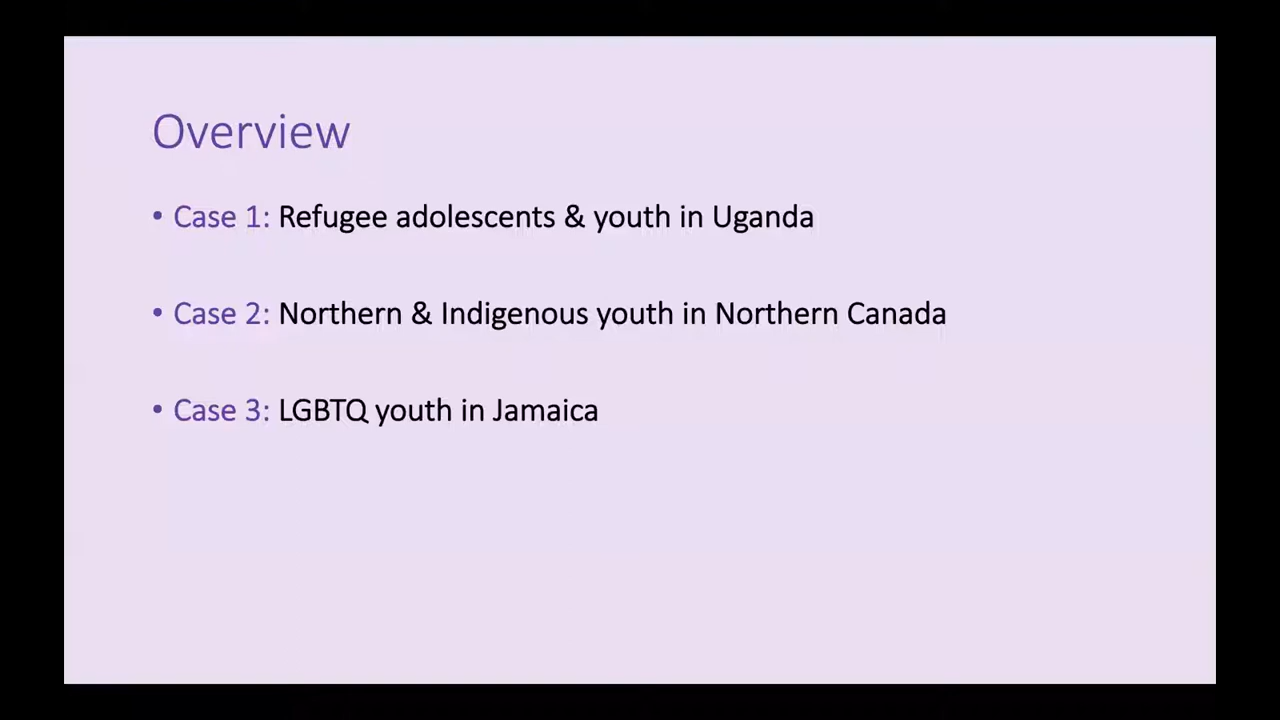 Overview
• Case 1: Refugee adolescents & youth in Uganda
• Case 2: Northern & Indigenous youth in Northern Canada
• Case 3: LGBTQ youth in Jamaica